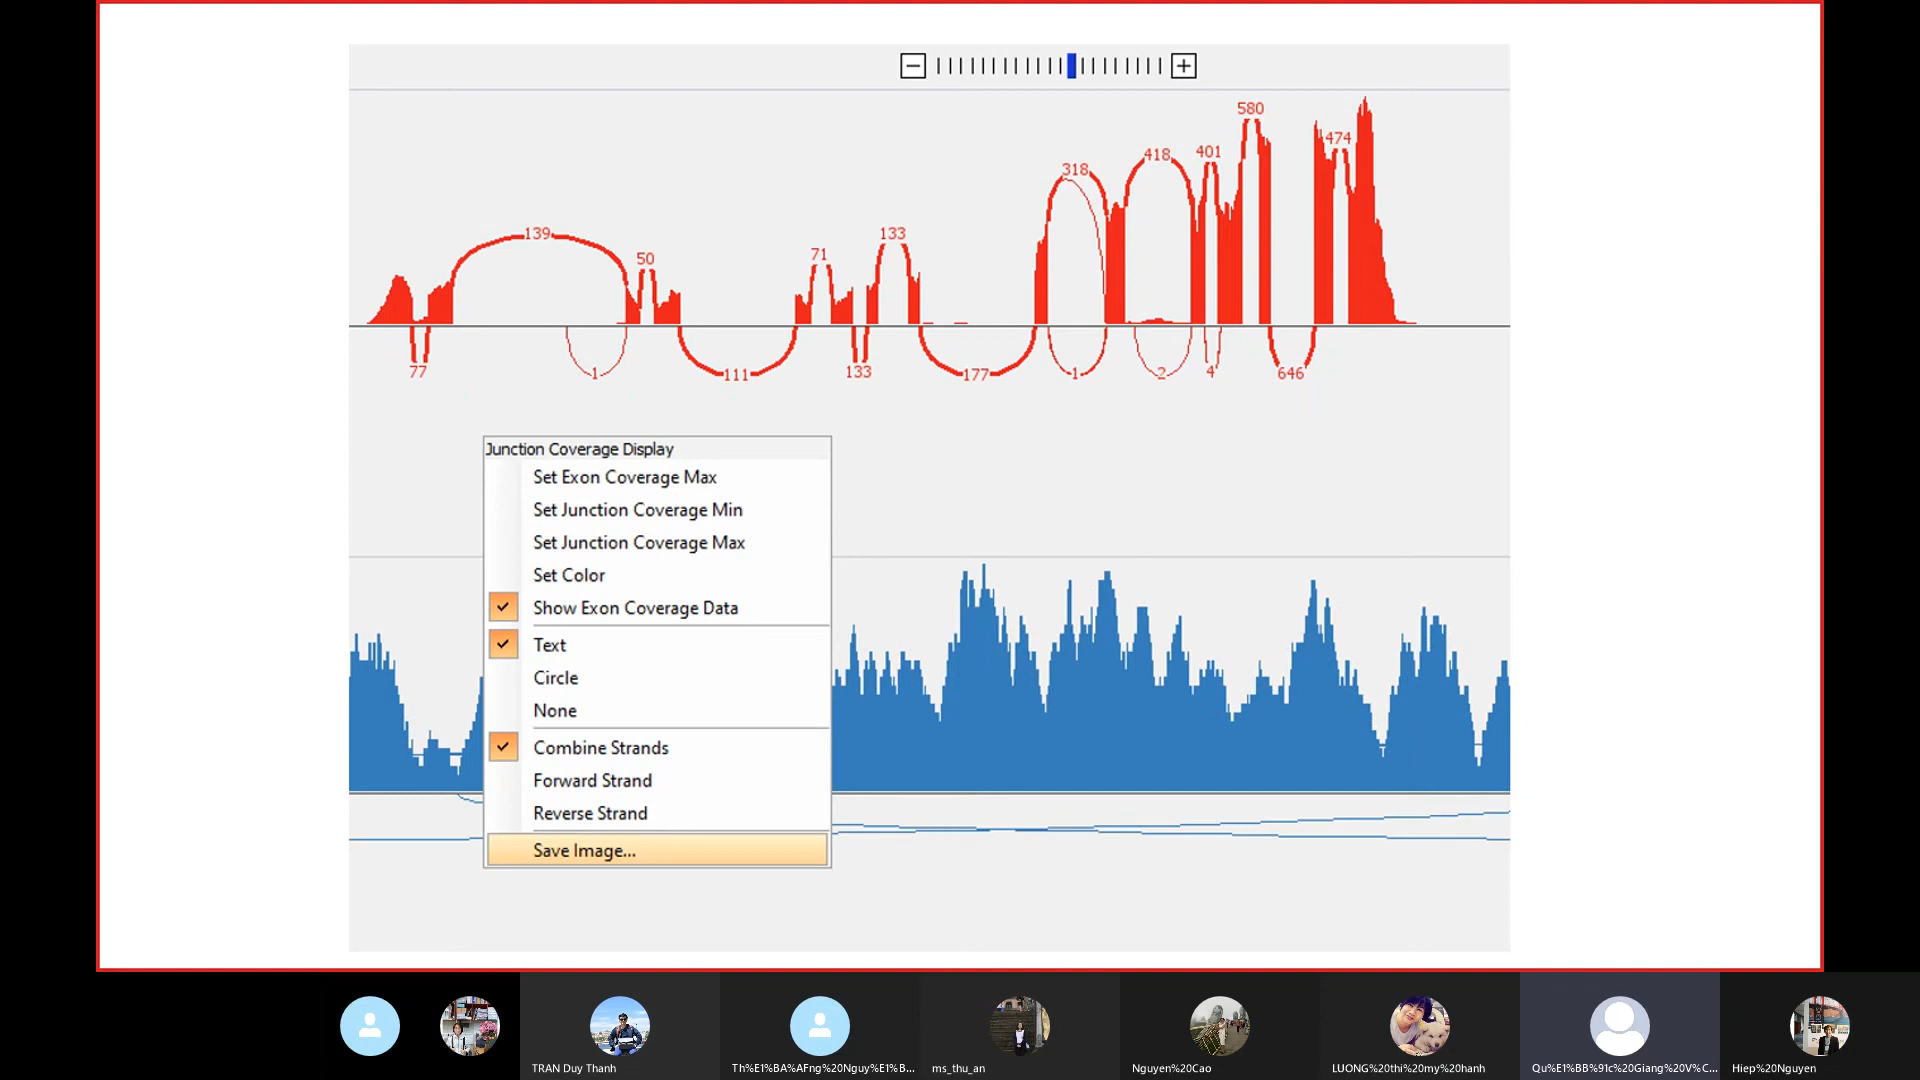 580
474
418
401
318
139
133
71
50
77
1
111
133
177
1
2
4
646
Junction Coverage Display
Set Exon Coverage Max
Set Junction Coverage Min
Set Junction Coverage Max
Set Color
Show Exon Coverage Data
Text
Circle
None
Combine Strands
Forward Strand
Reverse Strand
Save Image...
TRAN Duy Thanh
Th%E1%BA%AFng%20Nguy%E1%B...
ms_thu_an
Nguyen%20Cao
LUONG%20thi%20my%20hanh
Qu%E1%BB%91c%20Giang%20V%C...
Hiep%20Nguyen